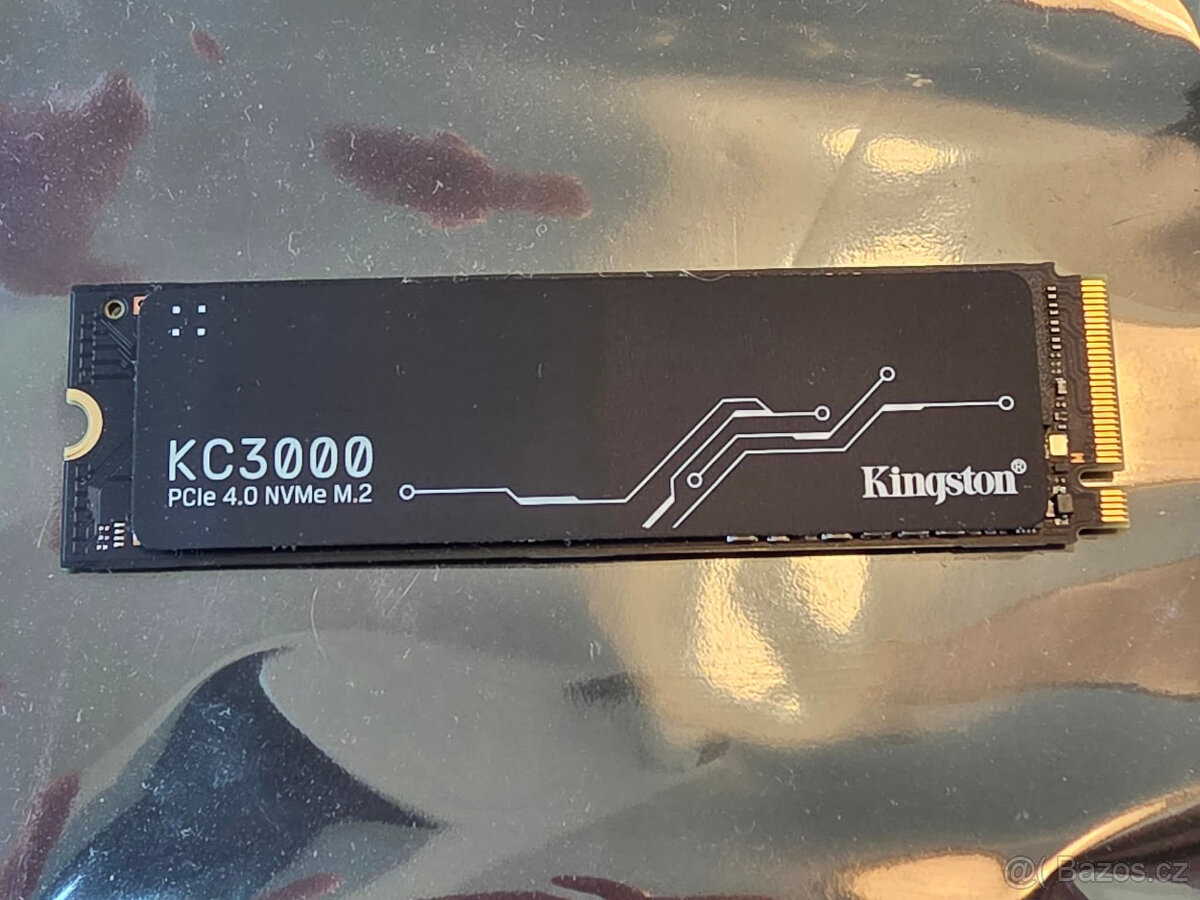 KC3000
PCIe 4.0 NVMe M.2
Kingston®
M
@( Bazos.cz